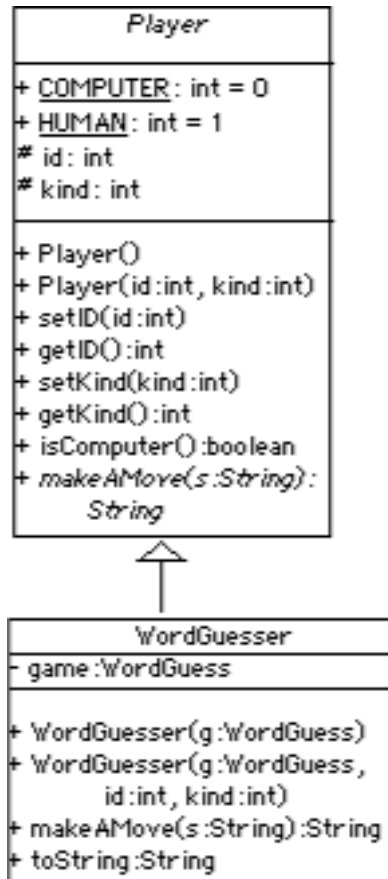 Player
+ COMPUTER: int = 0
+ HUMAN: int = 1
# id: int
# kind: int
+ Player()
+ Player(id:int, kind:int)
+ setID(id:int)
+ getID():int
+ setKind(kind:int)
+ getKind():int
+ isComputer():boolean
+ makeAMove(s:String):
String
WordGuesser
- game:WordGuess
+ WordGuesser(g:WordGuess)
+ WordGuesser(g:WordGuess,
id:int, kind:int)
+ makeAMove(s:String):String
+ toString:String